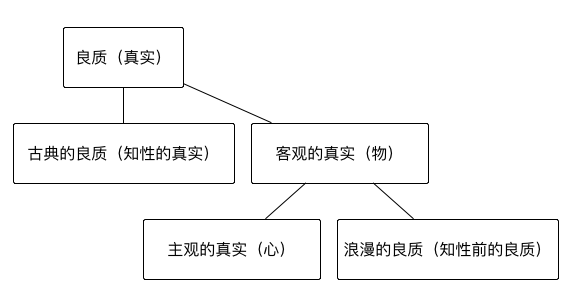 良质（真实）
古典的良质（知性的真实）
客观的真实（物）
主观的真实（心）
浪漫的良质（知性前的良质）